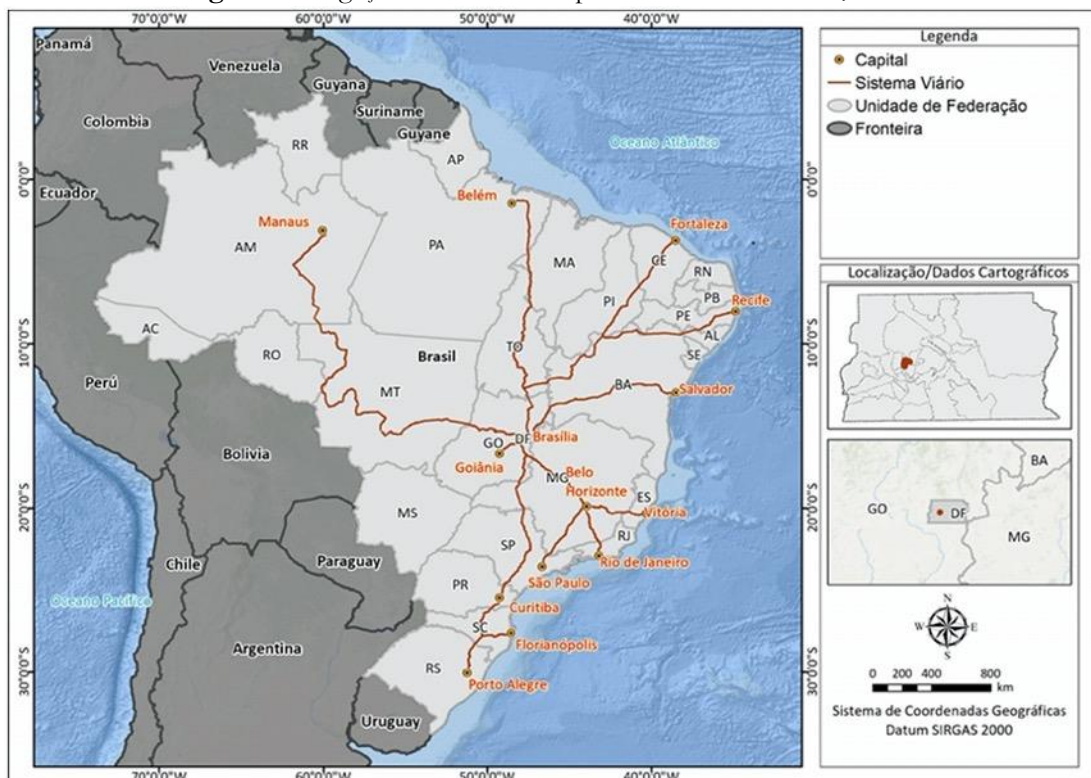 70°0'0"W 60°0'0"W 50°0'0"W 40°0'0"W
Panamá
Venezuela
Guyana
Suriname
Guyane
Colombia
Ecuador
Oceano Atlântico
RR
AP
Belém
Manaus
Fortaleza
AM
PA
MA
CE
RN
PB
PI
Recife
PE
AL
SE
AC
RO
TO
Brasil
BA
Salvador
Perú
MT
Bolivia
GO
DF
Brasília
Goiânia
MG
Belo
Horizonte
ES
Vitória
MS
SP
RJ
Rio de Janeiro
São Paulo
Chile
Paraguay
PR
Curitiba
Oceano Pacífico
SC
Florianópolis
Argentina
RS
Porto Alegre
Uruguay
0°0'0"
10°0'0"S
20°0'0"S
30°0'0"S
0°0'0"
10°0'0"S
20°0'0"S
30°0'0"S
70°0'0"W 60°0'0"W 50°0'0"W 40°0'0"W
Legenda
Capital
Sistema Viário
Unidade de Federação
Fronteira
Localização/Dados Cartográficos
BA
GO
DF
MG
N
W E
S
0 200 400 800
km
Sistema de Coordenadas Geográficas
Datum SIRGAS 2000